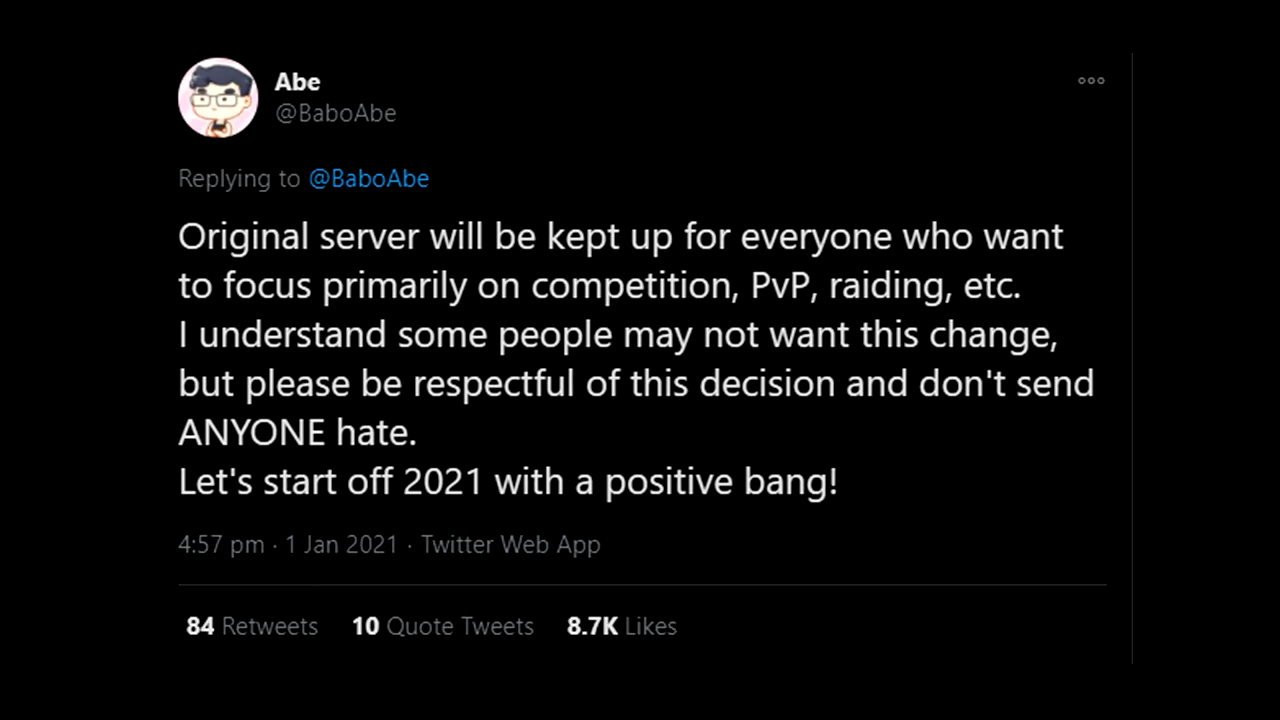 Abe
@BaboAbe
Replying to @BaboAbe
Original server will be kept up for everyone who want
to focus primarily on competition, PvP, raiding, etc.
I understand some people may not want this change,
but please be respectful of this decision and don't send
ANYONE hate.
Let's start off 2021 with a positive bang!
4:57 pm · 1 Jan 2021 · Twitter Web App
84 Retweets 10 Quote Tweets 8.7K Likes